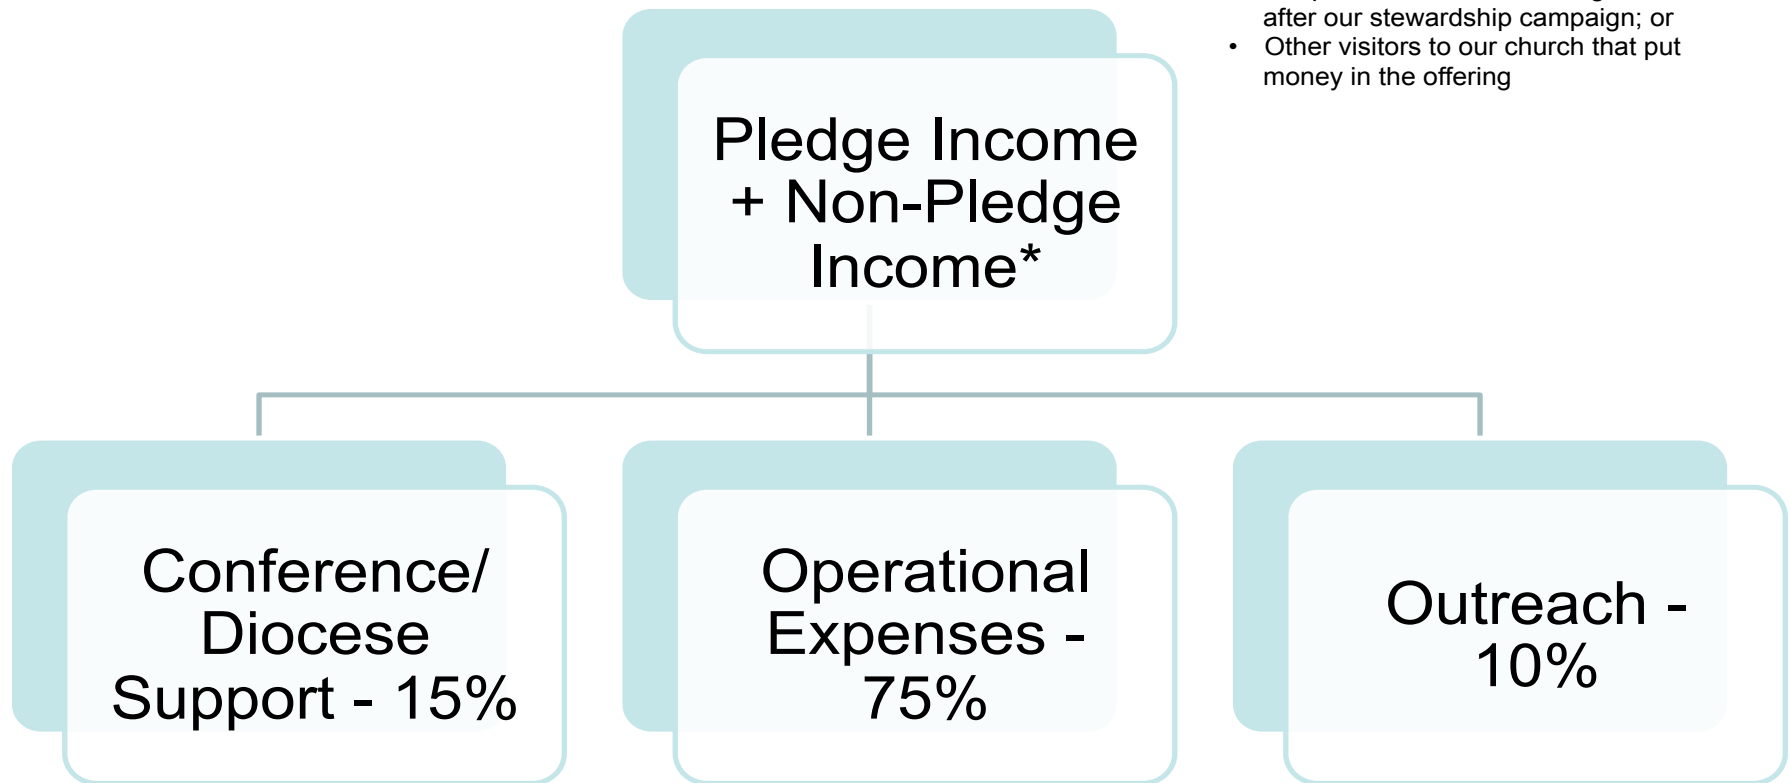 after our stewardship campaign; or
• Other visitors to our church that put
money in the offering
Pledge Income
+ Non-Pledge
Income*
Conference/
Diocese
Support - 15%
Operational
Expenses -
75%
Outreach -
10%